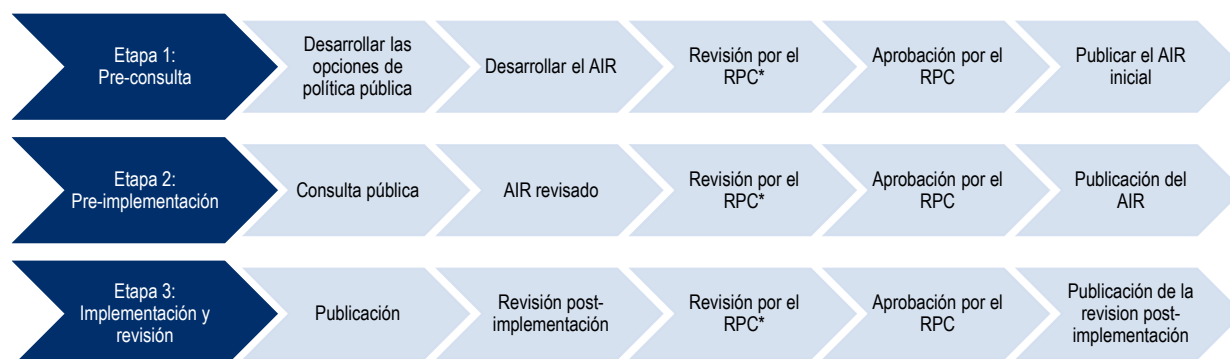 Etapa 1:
Pre-consulta
Desarrollar las
opciones de
política pública
Desarrollar el AIR
Revisión por el
RPC*
Aprobación por el
RPC
Publicar el AIR
inicial
Etapa 2:
Pre-implementación
Consulta pública
AIR revisado
Revisión por el
RPC*
Aprobación por el
RPC
Publicación del
AIR
Etapa 3:
Implementación y
revisión
Publicación
Revisión post-
implementación
Revisión por el
RPC*
Aprobación por el
RPC
Publicación de la
revision post-
implementación